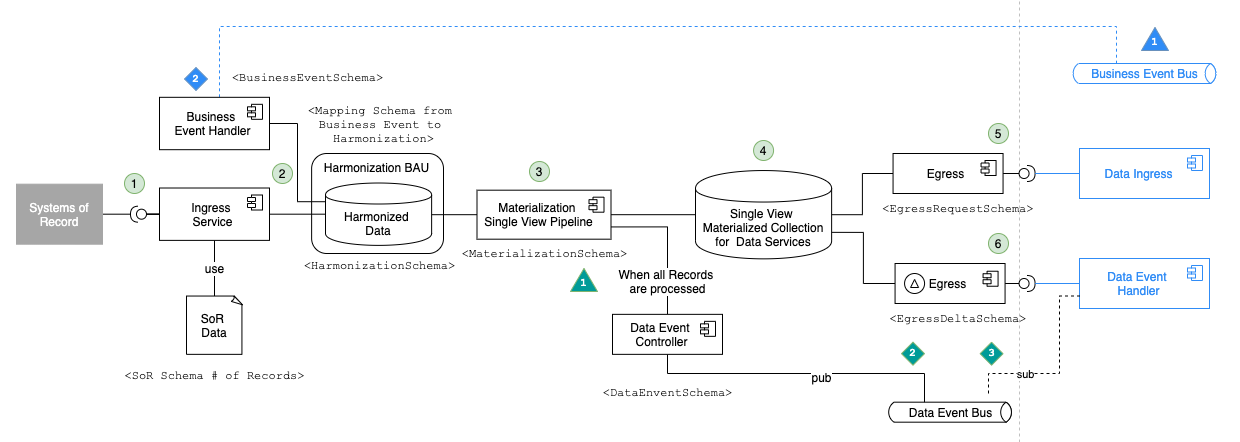 1
Business Event Bus
2
<BusinessEventSchema>
Business
Event Handler
<Mapping Schema from
Business Event to
Harmonization>
1
Systems of
Record
Ingress
Service
2
Harmonization BAU
Harmonized
Data
<HarmonizationSchema>
use
SoR
Data
<SoR Schema # of Records>
3
Materialization
Single View Pipeline
<MaterializationSchema>
1
When all Records
are processed
Data Event
Controller
<DataEnventSchema>
pub
4
Single View
Materialized Collection
for Data Services
5
Egress
<EgressRequestSchema>
Data Ingress
6
Egress
<EgressDeltaSchema>
Data Event
Handler
2
3
sub
Data Event Bus